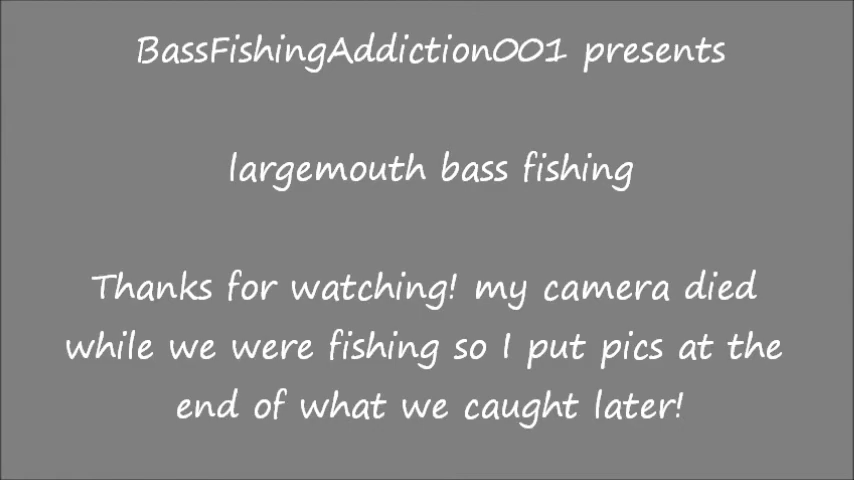 BassFishingAddiction001 presents
largemouth bass fishing
Thanks for watching! my camera died
while we were fishing so I put pics at the
end of what we caught later!